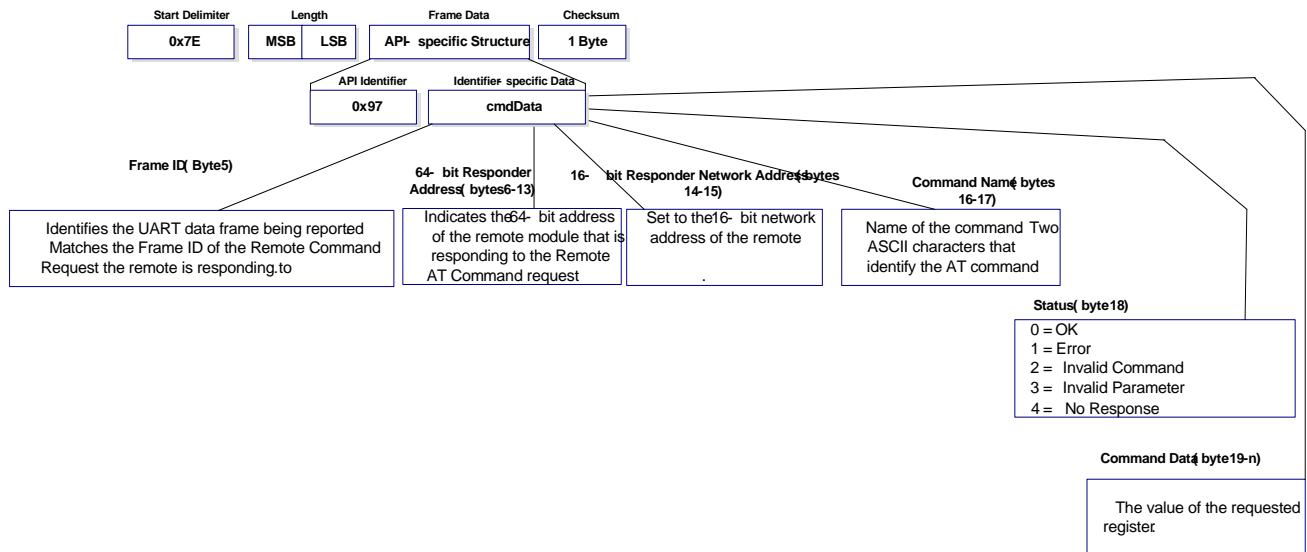 Start Delimiter
Length
Frame Data
Checksum
0x7E
MSB
LSB
API- specific Structure
1 Byte
API Identifier
Identifier- specific Data
0x97
cmdData
Frame ID( Byte5)
Identifies the UART data frame being reported
Matches the Frame ID of the Remote Command
Request the remote is responding.to
64- bit Responder
Address( bytes6-13)
Indicates the64- bit address
of the remote module that is
responding to the Remote
AT Command request
16- bit Responder Network Address( bytes
14-15)
Set to the16- bit network
address of the remote
.
Command Name( bytes
16-17)
Name of the command Two
ASCII characters that
identify the AT command
Status( byte18)
0 = OK
1 = Error
2 = Invalid Command
3 = Invalid Parameter
4 = No Response
Command Data( byte19-n)
The value of the requested
register.